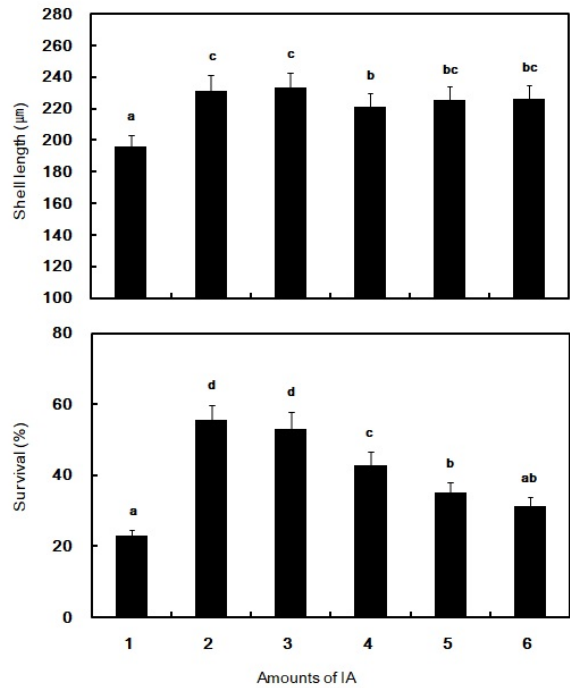 280
260
240
220
200
180
160
140
120
100
Shell length (㎛)
a
c
c
b
bc
bc
80
60
40
20
0
Survival (%)
a
d
d
c
b
ab
1 2 3 4 5 6
Amounts of IA